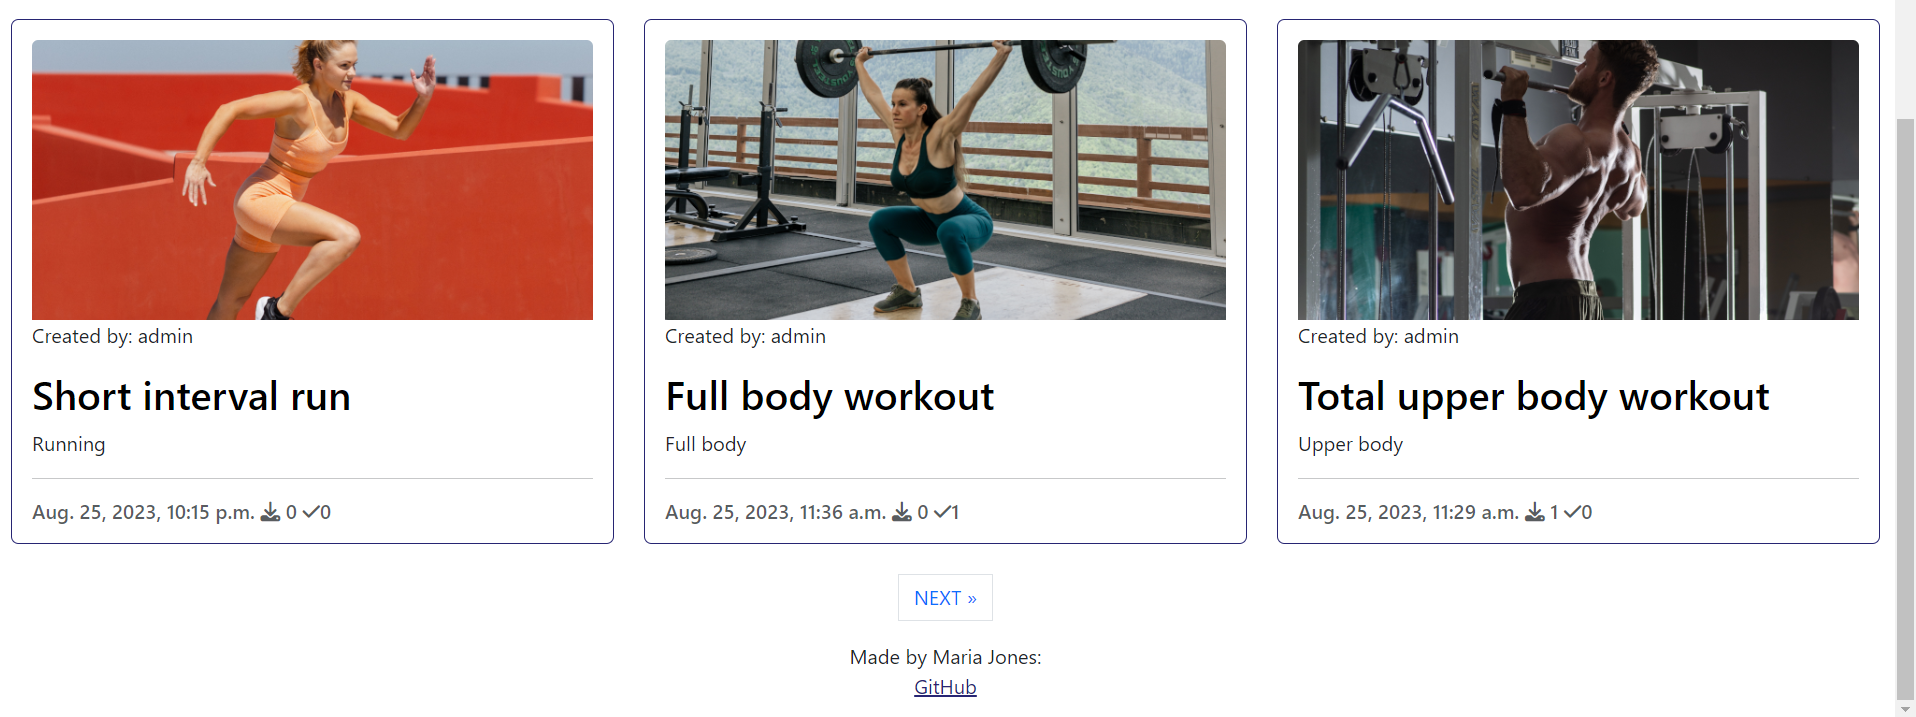 Created by: admin
Short interval run
Running
Aug. 25, 2023, 10:15 p.m. 0 0
Created by: admin
Full body workout
Full body
Aug. 25, 2023, 11:36 a.m. 0 1
Created by: admin
Total upper body workout
Upper body
Aug. 25, 2023, 11:29 a.m. 1 0
NEXT »
Made by Maria Jones:
GitHub